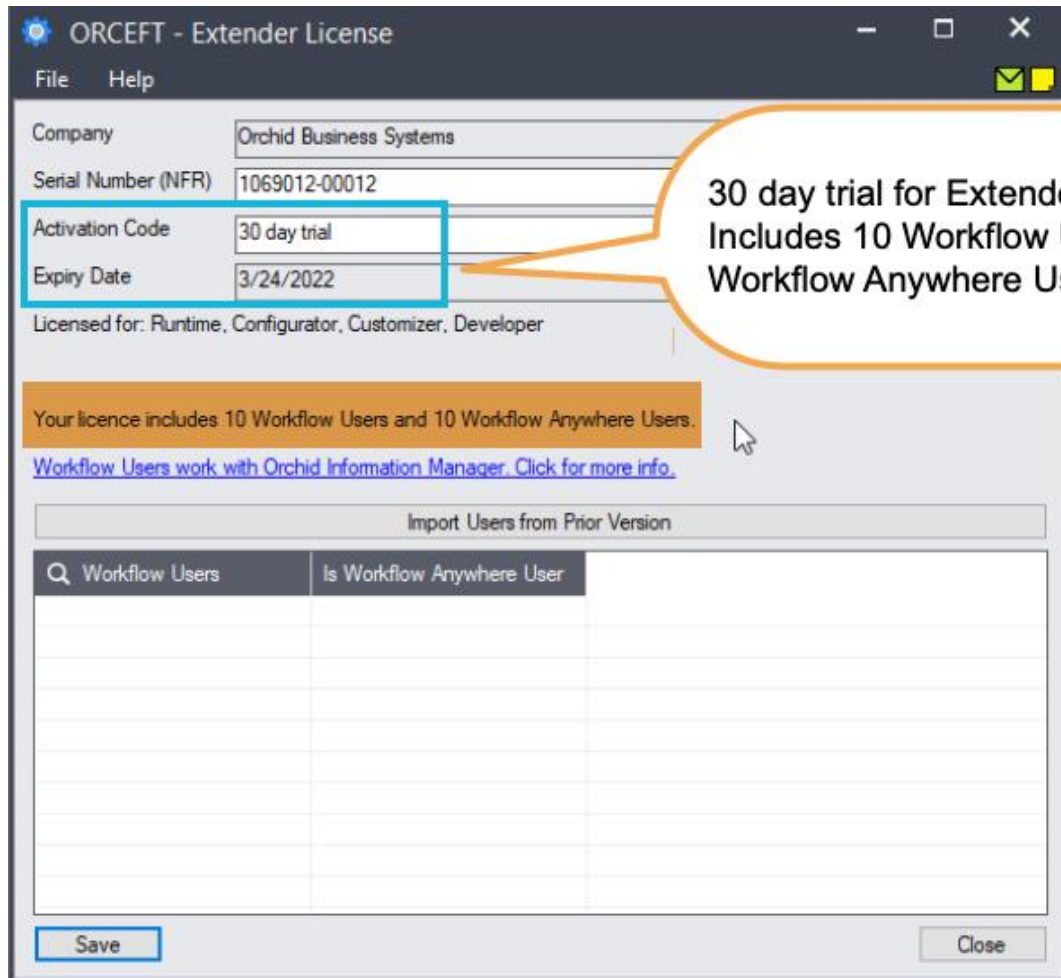 ORCEFT - Extender License
File Help
Company Orchid Business Systems
Serial Number (NFR) 1069012-00012
Activation Code 30 day trial
Expiry Date 3/24/2022
30 day trial for
Includes 10 Workflow
Workflow Anywhere
Licensed for: Runtime, Configurator, Customizer, Developer
Your licence includes 10 Workflow Users and 10 Workflow Anywhere Users.
Workflow Users work with Orchid Information Manager. Click for more info.
Import Users from Prior Version
Workflow Users Is Workflow Anywhere User
Save Close